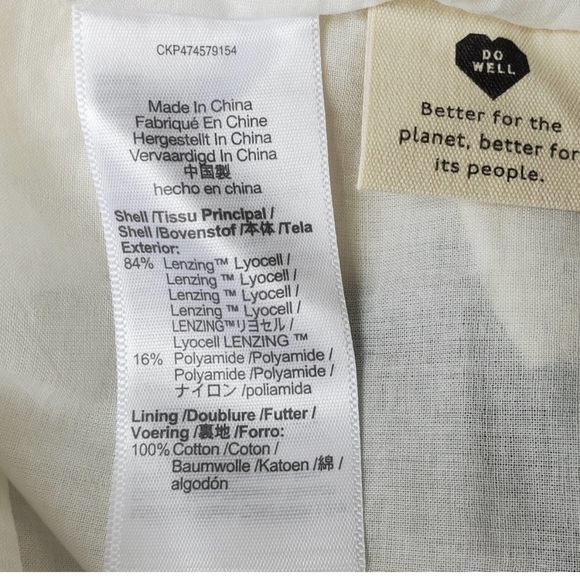 CKP474579154
Made In China
Fabriqué En Chine
Hergestellt In China
Vervaardigd In China
中国製
hecho en china
Shell /Tissu Principal /
Shell /Bovenstof /本体 /Tela
Exterior:
84% Lenzing™ Lyocell /
Lenzing ™ Lyocell /
Lenzing ™ Lyocell /
Lenzing ™ Lyocell /
LENZING™リヨセル /
Lyocell LENZING ™
16% Polyamide /Polyamide /
Polyamide /Polyamide /
ナイロン /poliamida
Lining /Doublure /Futter /
Voering /裏地 /Forro:
100% Cotton /Coton /
Baumwolle /Katoen /綿 /
algodón
DO
WELL
Better for the
planet, better for
its people.